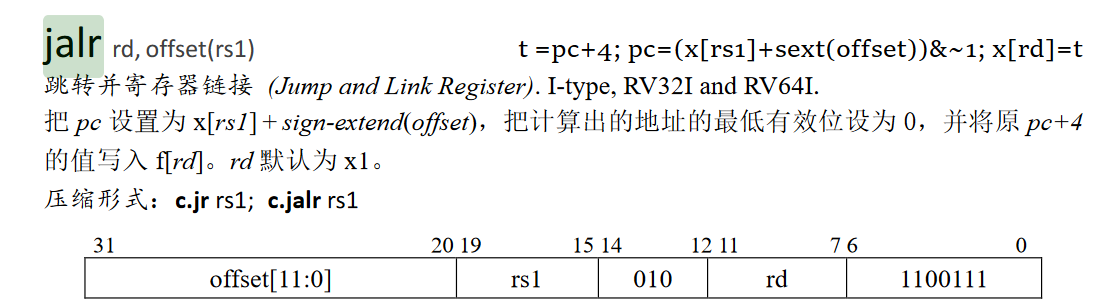 jalr rd, offset(rs1) t =pc+4; pc=(x[rs1]+sext(offset))&~1; x[rd]=t
跳转并寄存器链接 (Jump and Link Register). I-type, RV32I and RV64I.
把 pc 设置为 x[rs1] + sign-extend(offset)，把计算出的地址的最低有效位设为 0，并将原 pc+4
的值写入 f[rd]。rd 默认为 x1。
压缩形式：c.jr rs1; c.jalr rs1
31 20 19 15 14 12 11 7 6 0
offset[11:0] rs1 010 rd 1100111